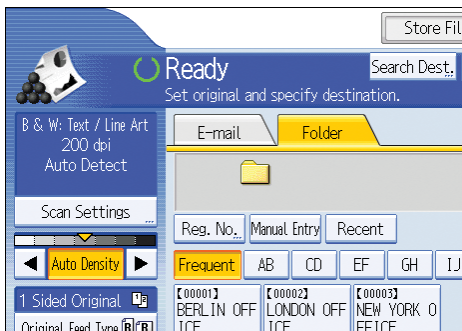 Store Fil
Ready
Search Dest.
Set original and specify destination.
B & W: Text / Line Art
200 dpi
Auto Detect
E-mail
Folder
Scan Settings
Reg. No.
Manual Entry
Recent
Auto Density
Frequent
AB
CD
EF
GH
IJ
1 Sided Original
[00001]
BERLIN OFF
ICE
[00002]
LONDON OFF
ICE
[00003]
NEW YORK O
FFICE
Original Feed Type